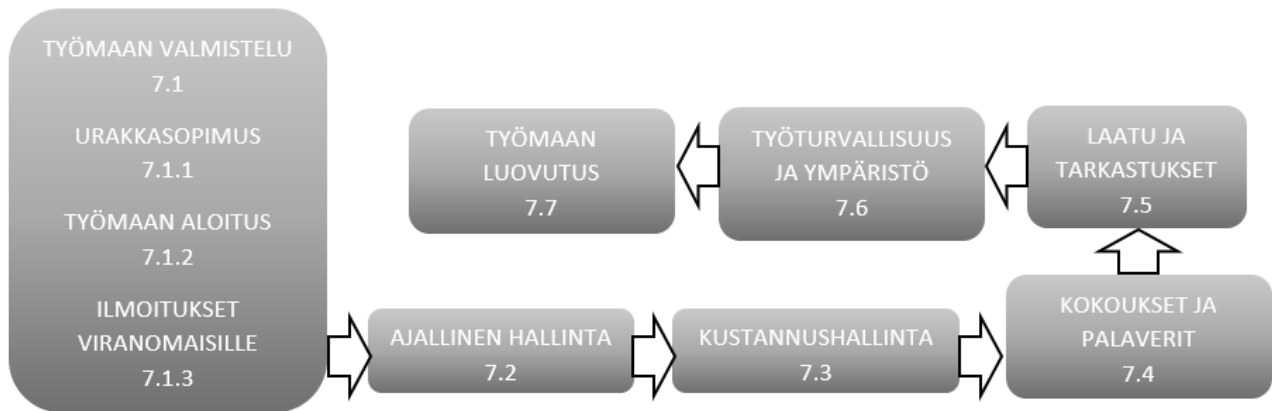 TYÖMAAN VALMISTELU
7.1
URAKKASOPIMUS
7.1.1
TYÖMAAN ALOITUS
7.1.2
ILMOITUKSET
VIRANOMAISILLE
7.1.3
AJALLINEN HALLINTA
7.2
KUSTANNUSHALLINTA
7.3
KOKOUKSET JA
PALAVERIT
7.4
LAATU JA
TARKASTUKSET
7.5
TYÖTURVALLISUUS
JA YMPÄRISTÖ
7.6
TYÖMAAN
LUOVUTUS
7.7